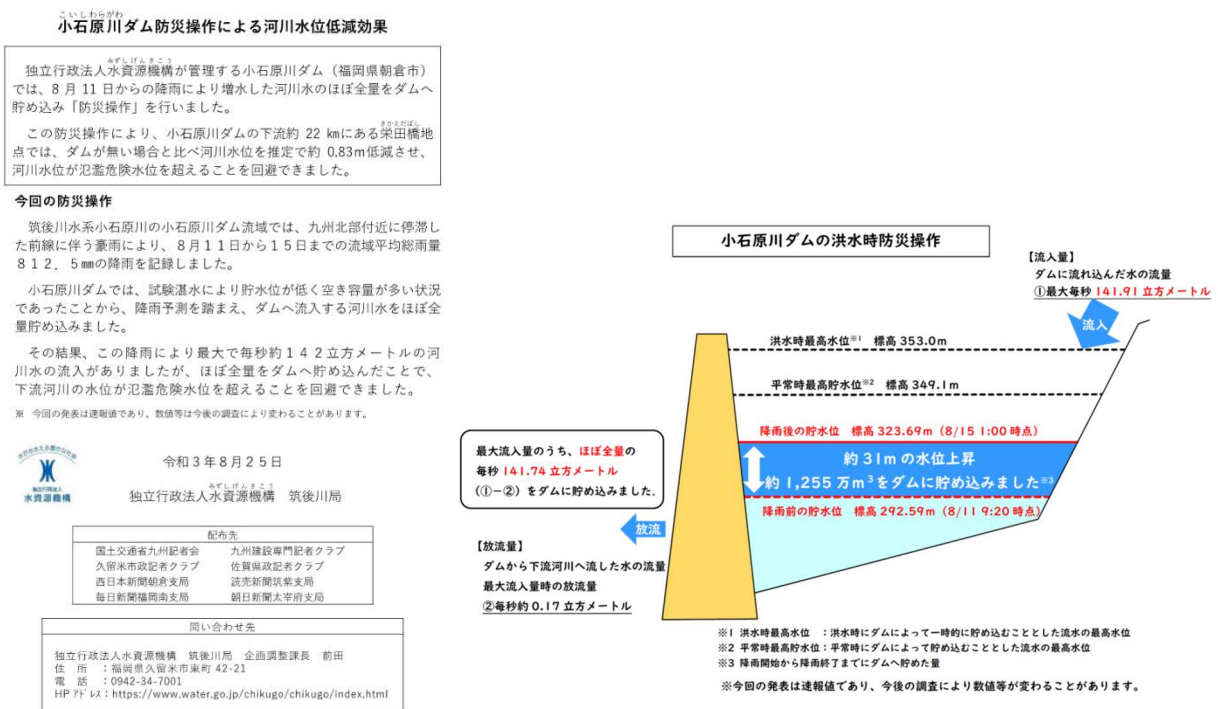 こいしわらがわ
小石原川ダム防災操作による河川水位低減効果
みずしげんきこう
独立行政法人水資源機構が管理する小石原川ダム（福岡県朝倉市）
では、8 月 11 日からの降雨により増水した河川水のほぼ全量をダムへ
貯め込み「防災操作」を行いました。
さかえだばし
この防災操作により、小石原川ダムの下流約 22 ㎞にある栄田橋地
点では、ダムが無い場合と比べ河川水位を推定で約 0.83ｍ低減させ、
河川水位が氾濫危険水位を超えることを回避できました。
今回の防災操作
筑後川水系小石原川の小石原川ダム流域では、九州北部付近に停滞し
た前線に伴う豪雨により、８月１１日から１５日までの流域平均総雨量
８１２．５㎜の降雨を記録しました。
小石原川ダムでは、試験湛水により貯水位が低く空き容量が多い状況
であったことから、降雨予測を踏まえ、ダムへ流入する河川水をほぼ全
量貯め込みました。
その結果、この降雨により最大で毎秒約１４２立方メートルの河
川水の流入がありましたが、ほぼ全量をダムへ貯め込んだことで、
下流河川の水位が氾濫危険水位を超えることを回避できました。
※ 今回の発表は速報値であり、数値等は今後の調査により変わることがあります。
独立行政法人
水資源機構
令和３年８月２５日
みずしげんきこう
独立行政法人水資源機構 筑後川局
配布先
国土交通省九州記者会 九州建設専門記者クラブ
久留米市政記者クラブ 佐賀県政記者クラブ
西日本新聞朝倉支局 読売新聞筑紫支局
毎日新聞福岡南支局 朝日新聞太宰府支局
問い合わせ先
独立行政法人水資源機構 筑後川局 企画調整課長 前田
住 所 ：福岡県久留米市東町 42-21
電 話 ：0942-34-7001
HP ｱﾄﾞﾚｽ：https://www.water.go.jp/chikugo/chikugo/index.html
小石原川ダムの洪水時防災操作
【流入量】
ダムに流れ込んだ水の流量
①最大毎秒 141.91 立方メートル
流入
洪水時最高水位※1 標高 353.0m
平常時最高貯水位※2 標高 349.1m
降雨後の貯水位 標高 323.69m（8/15 1:00 時点）
約 31m の水位上昇
約 1,255 万m³をダムに貯め込みました※3
降雨前の貯水位 標高 292.59m（8/11 9:20 時点）
最大流入量のうち、ほぼ全量の
毎秒 141.74 立方メートル
（①－②）をダムに貯め込みました。
放流
【放流量】
ダムから下流河川へ流した水の流量
最大流入量時の放流量
②毎秒約 0.17 立方メートル
※1 洪水時最高水位 ：洪水時にダムによって一時的に貯め込むこととした流水の最高水位
※2 平常時最高貯水位：平常時にダムによって貯め込むこととした流水の最高水位
※3 降雨開始から降雨終了までにダムへ貯めた量
※今回の発表は速報値であり、今後の調査により数値等が変わることがあります。